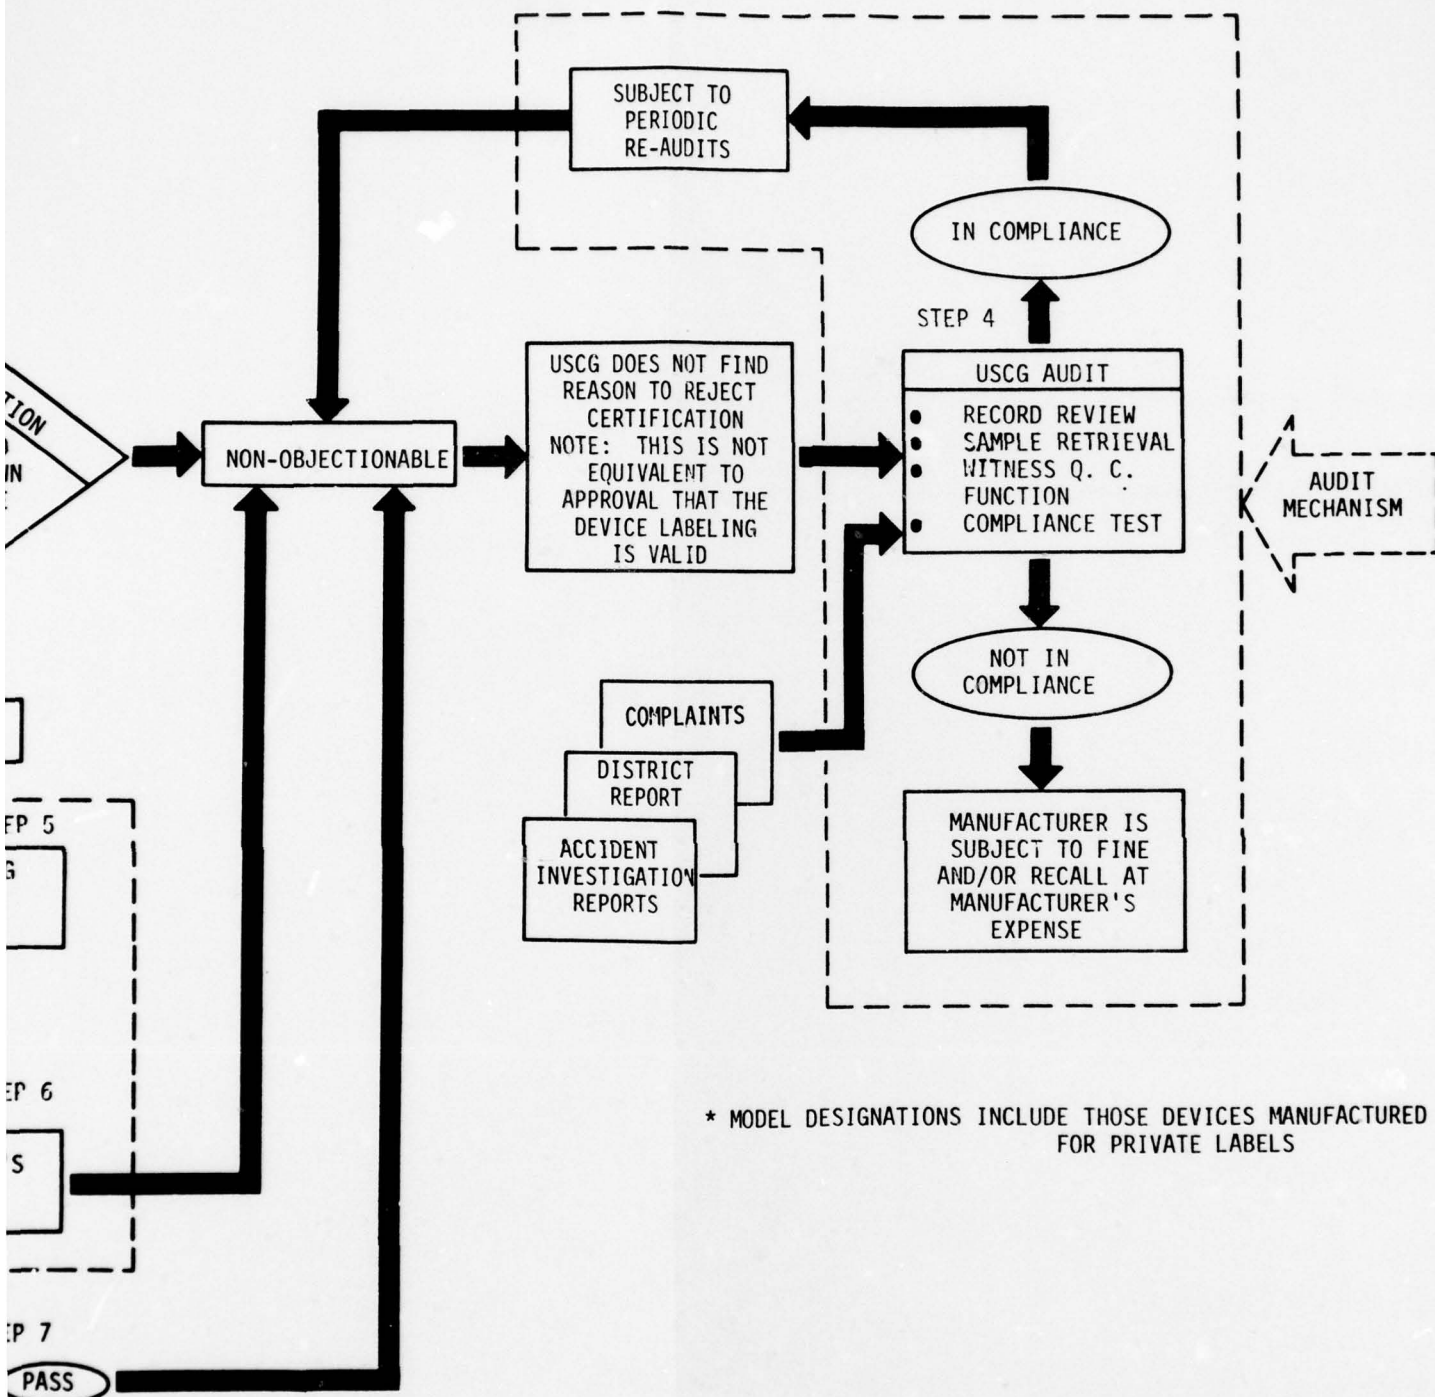 SUBJECT TO
PERIODIC
RE-AUDITS
IN COMPLIANCE
STEP 4
USCG DOES NOT FIND
REASON TO REJECT
CERTIFICATION
NOTE: THIS IS NOT
EQUIVALENT TO
APPROVAL THAT THE
DEVICE LABELING
IS VALID
USCG AUDIT
• RECORD REVIEW
• SAMPLE RETRIEVAL
• WITNESS Q. C.
FUNCTION
• COMPLIANCE TEST
NON-OBJECTIONABLE
AUDIT
MECHANISM
NOT IN
COMPLIANCE
COMPLAINTS
DISTRICT
REPORT
ACCIDENT
INVESTIGATION
REPORTS
MANUFACTURER IS
SUBJECT TO FINE
AND/OR RECALL AT
MANUFACTURER'S
EXPENSE
5
6
* MODEL DESIGNATIONS INCLUDE THOSE DEVICES MANUFACTURED
FOR PRIVATE LABELS
7
PASS